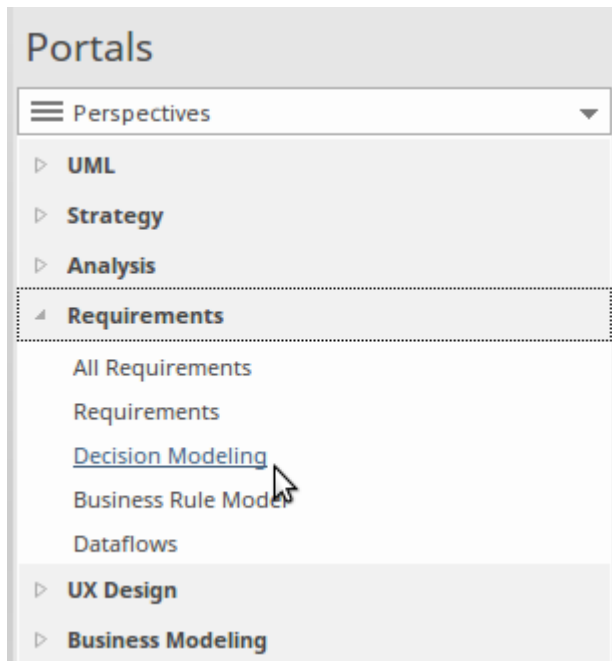 Portals
Perspectives
UML
Strategy
Analysis
Requirements
All Requirements
Requirements
Decision Modeling
Business Rule Model
Dataflows
UX Design
Business Modeling